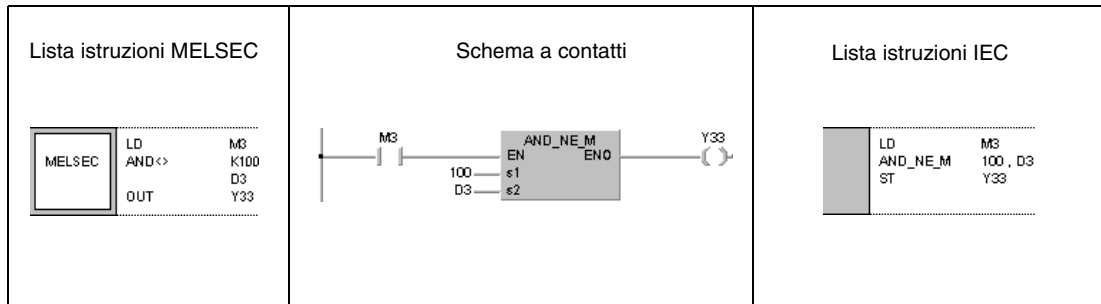 Lista istruzioni MELSEC
MELSEC
LD M3
AND<> K100
D3
OUT Y33
Schema a contatti
M3
AND_NE_M
EN ENO
100 s1
D3 s2
Y33
Lista istruzioni IEC
LD M3
AND_NE_M 100 , D3
ST Y33